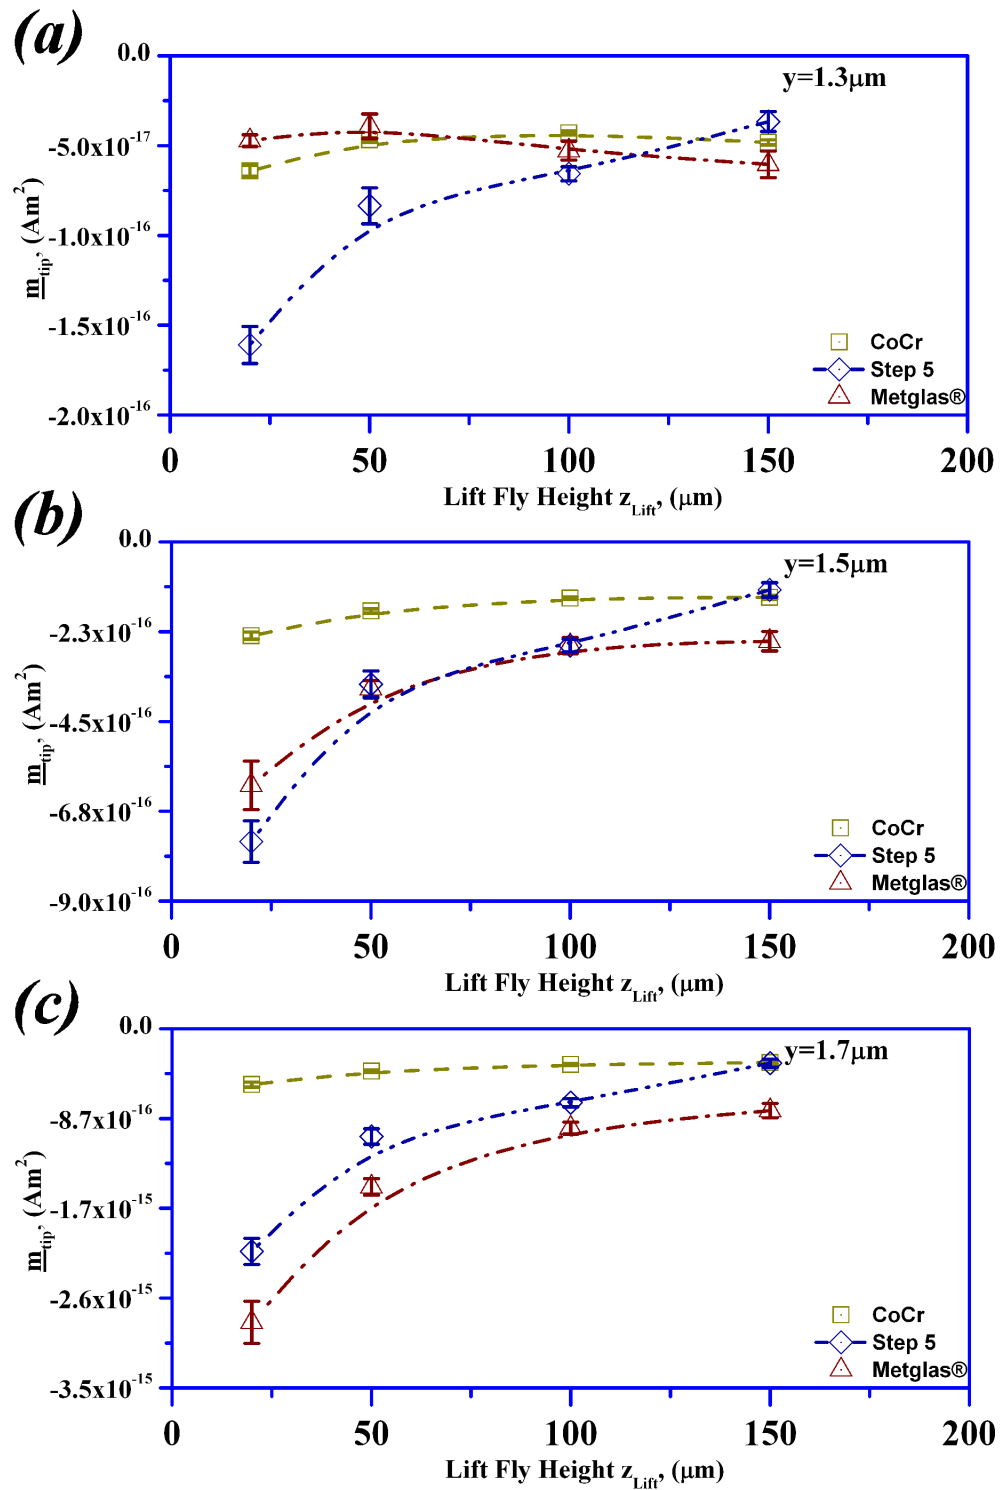 (a)
0.0
y=1.3μm
-5.0x10⁻¹⁷
-1.0x10⁻¹⁶
-1.5x10⁻¹⁶
-2.0x10⁻¹⁶
m_tip, (Am²)
CoCr
Step 5
Metglas®
0 50 100 150 200
Lift Fly Height z_Lift, (μm)
(b)
0.0
y=1.5μm
-2.3x10⁻¹⁶
-4.5x10⁻¹⁶
-6.8x10⁻¹⁶
-9.0x10⁻¹⁶
m_tip, (Am²)
CoCr
Step 5
Metglas®
0 50 100 150 200
Lift Fly Height z_Lift, (μm)
(c)
0.0
y=1.7μm
-8.7x10⁻¹⁶
-1.7x10⁻¹⁵
-2.6x10⁻¹⁵
-3.5x10⁻¹⁵
m_tip, (Am²)
CoCr
Step 5
Metglas®
0 50 100 150 200
Lift Fly Height z_Lift, (μm)